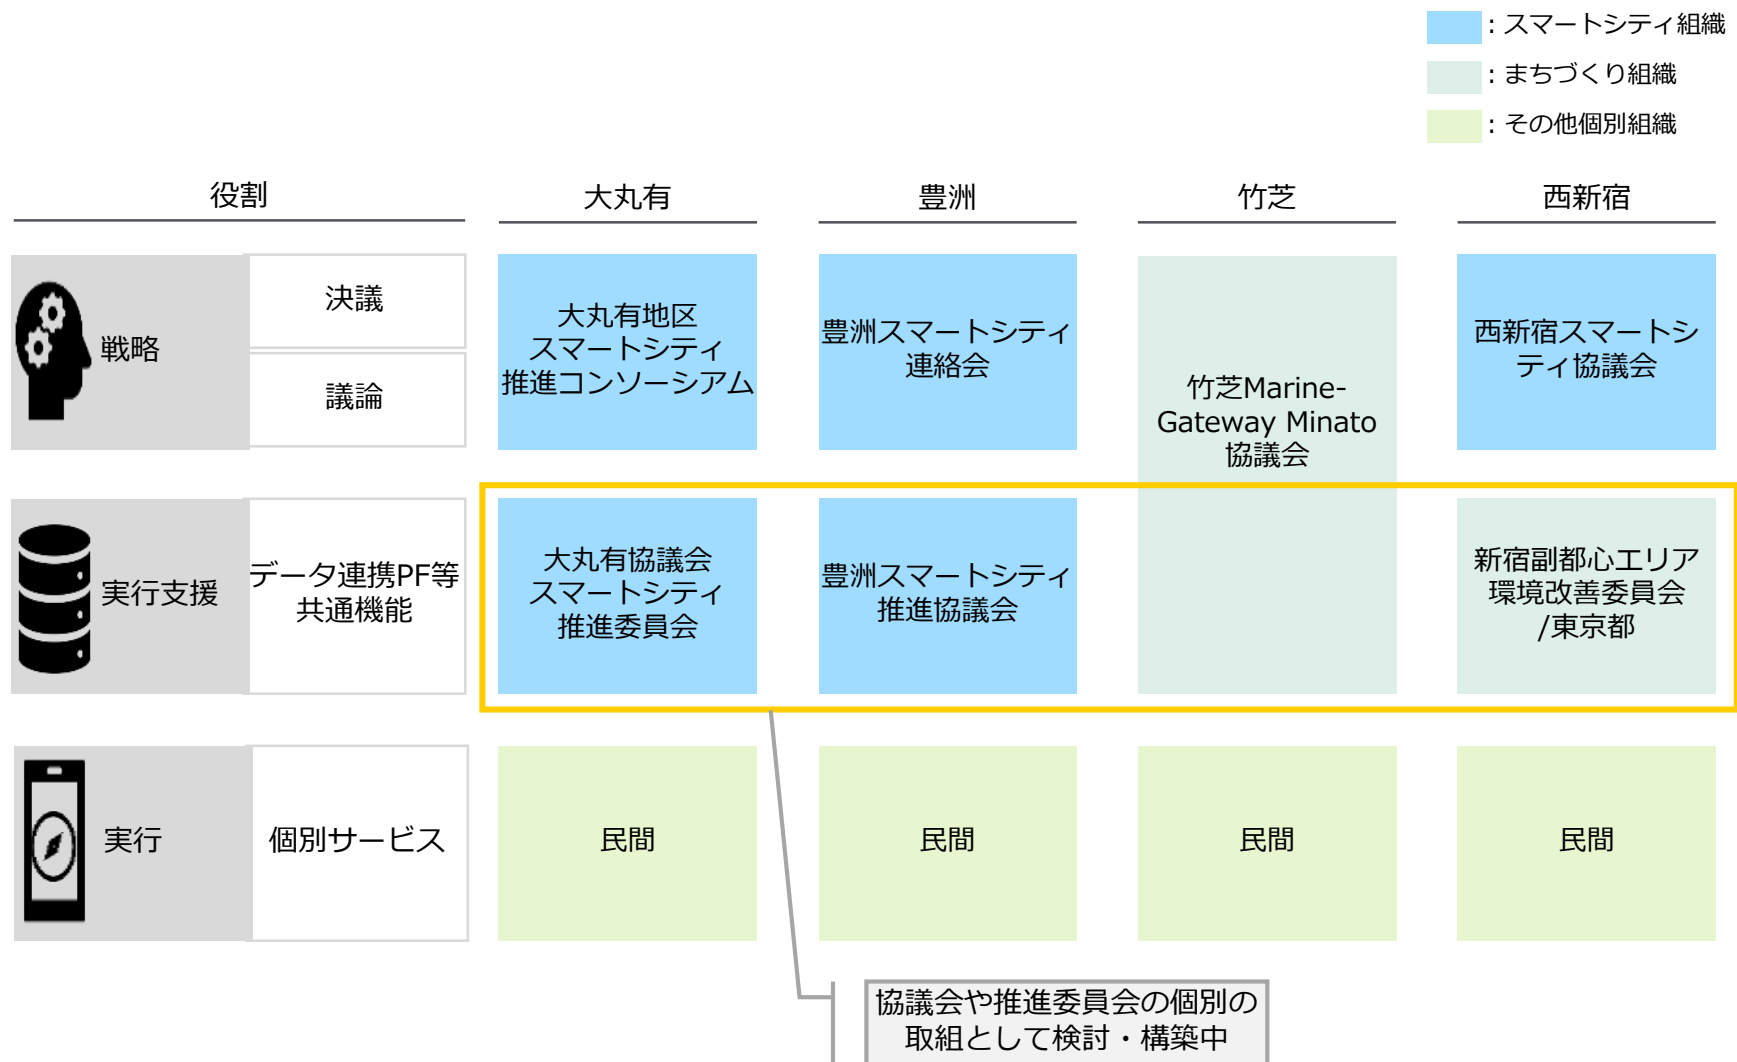 ：スマートシティ組織
：まちづくり組織
：その他個別組織
役割
大丸有
豊洲
竹芝
西新宿
戦略
決議
議論
大丸有地区
スマートシティ
推進コンソーシアム
豊洲スマートシティ
連絡会
竹芝Marine-
Gateway Minato
協議会
西新宿スマートシ
ティ協議会
実行支援
データ連携PF等
共通機能
大丸有協議会
スマートシティ
推進委員会
豊洲スマートシティ
推進協議会
新宿副都心エリア
環境改善委員会
/東京都
実行
個別サービス
民間
民間
民間
民間
協議会や推進委員会の個別の
取組として検討・構築中